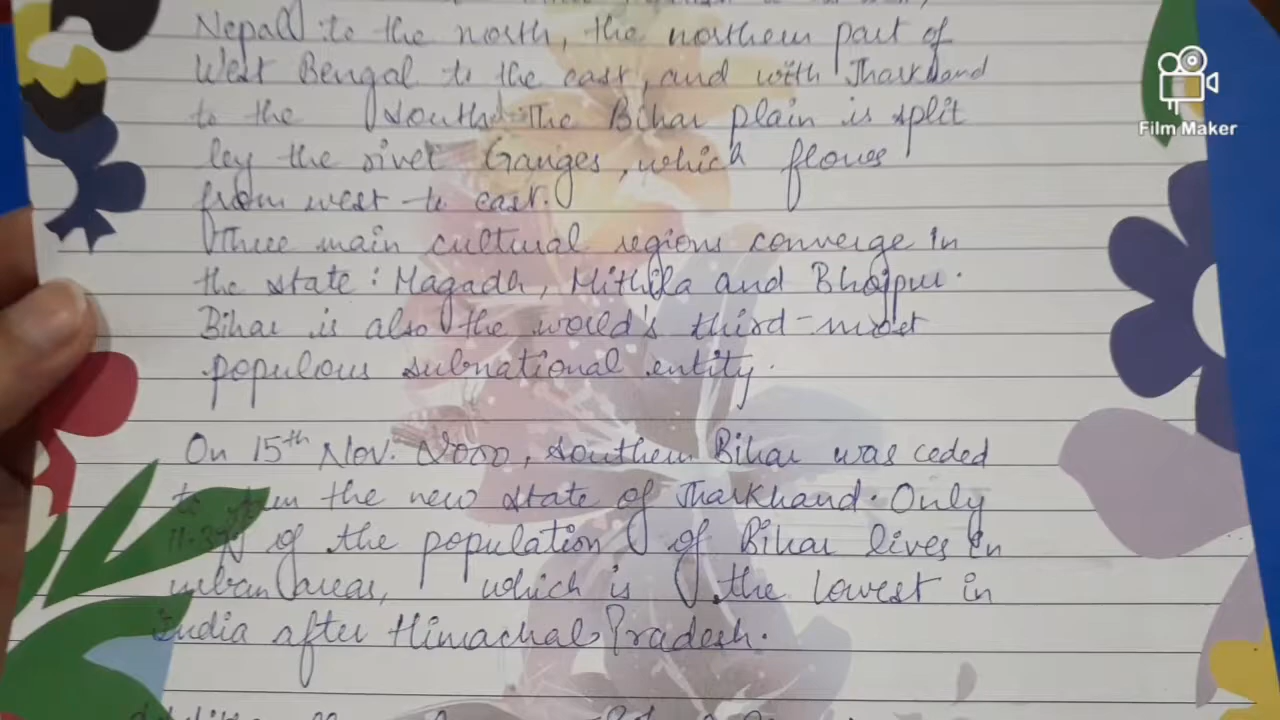 Nepal to the north, the northern part of
West Bengal to the east, and with Jharkhand
to the South. The Bihar plain is split
by the river Ganges, which flows
from west to east.
Three main cultural regions converge in
the state: Magadh, Mithila and Bhojpur.
Bihar is also the world's third-most
populous subnational entity.
On 15th Nov. 2000, southern Bihar was ceded
to form the new state of Jharkhand. Only
of the population of Bihar lives in
urban areas, which is the lowest in
India after Himachal Pradesh.
Film Maker